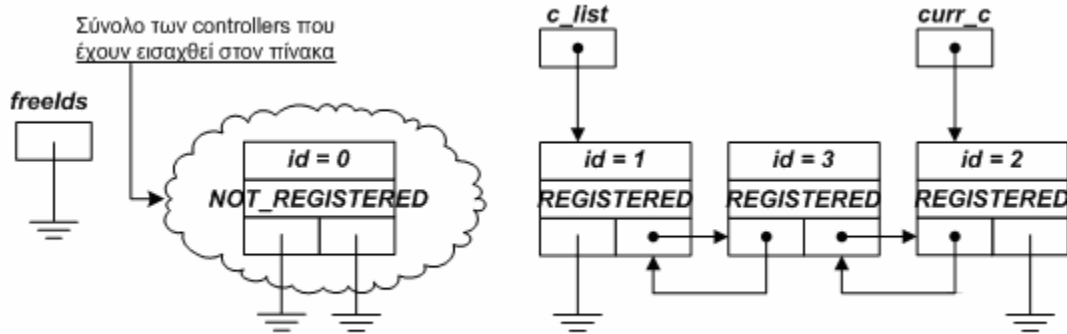 Σύνολο των controllers που
έχουν εισαχθεί στον πίνακα
freeIds
id = 0
NOT_REGISTERED
c_list
curr_c
id = 1
REGISTERED
id = 3
REGISTERED
id = 2
REGISTERED